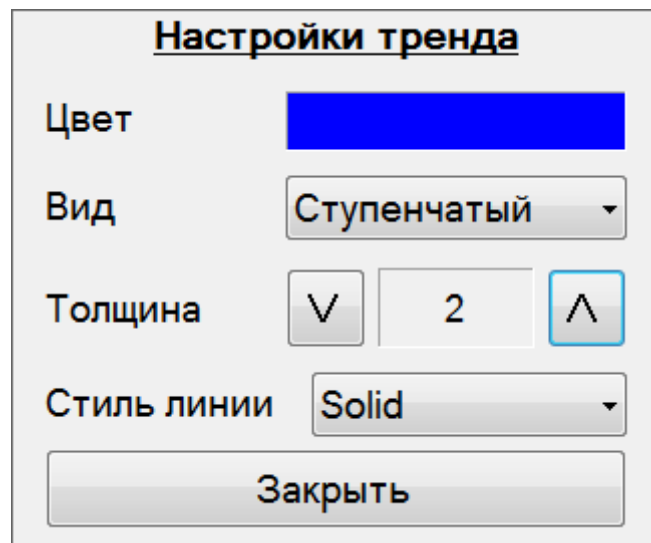 Настройки тренда
Цвет
Вид Ступенчатый
Толщина V 2 Λ
Стиль линии Solid
Закрыть